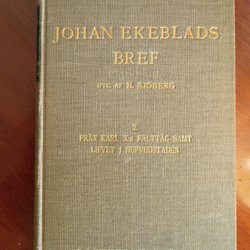 JOHAN EKEBLADS
BREF
UTG. AF N. SJÖBERG
2.
FRÅN KARL X:s FÄLTTÅG SAMT
LIFVET I HUFVUDSTADEN